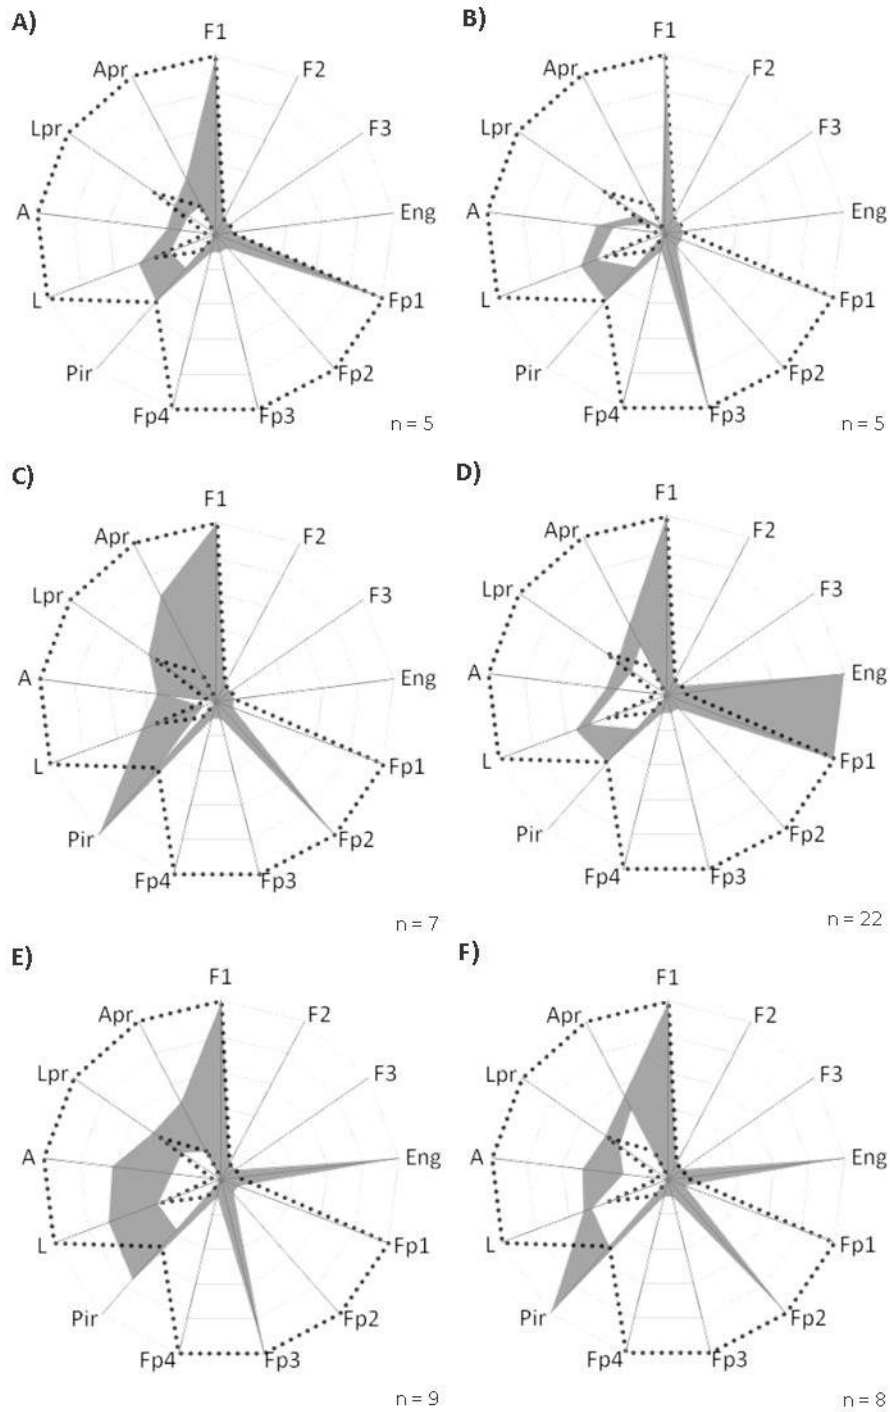 A)
F1
F2
F3
Eng
Fp1
Fp2
Fp3
Fp4
Pir
L
A
Lpr
Apr
n = 5
B)
F1
F2
F3
Eng
Fp1
Fp2
Fp3
Fp4
Pir
L
A
Lpr
Apr
n = 5
C)
F1
F2
F3
Eng
Fp1
Fp2
Fp3
Fp4
Pir
L
A
Lpr
Apr
n = 7
D)
F1
F2
F3
Eng
Fp1
Fp2
Fp3
Fp4
Pir
L
A
Lpr
Apr
n = 22
E)
F1
F2
F3
Eng
Fp1
Fp2
Fp3
Fp4
Pir
L
A
Lpr
Apr
n = 9
F)
F1
F2
F3
Eng
Fp1
Fp2
Fp3
Fp4
Pir
L
A
Lpr
Apr
n = 8